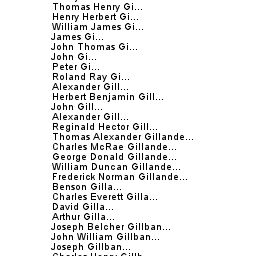 Thomas Henry Gi...
Henry Herbert Gi...
William James Gi...
James Gi...
John Thomas Gi...
John Gi...
Peter Gi...
Roland Ray Gi...
Alexander Gill...
Herbert Benjamin Gill...
John Gill...
Alexander Gill...
Reginald Hector Gill...
Thomas Alexander Gillande...
Charles McRae Gillande...
George Donald Gillande...
William Duncan Gillande...
Frederick Norman Gillande...
Benson Gilla...
Charles Everett Gilla...
David Gilla...
Arthur Gilla...
Joseph Belcher Gillban...
John William Gillban...
Joseph Gillban...
Charles Henry Gillb...